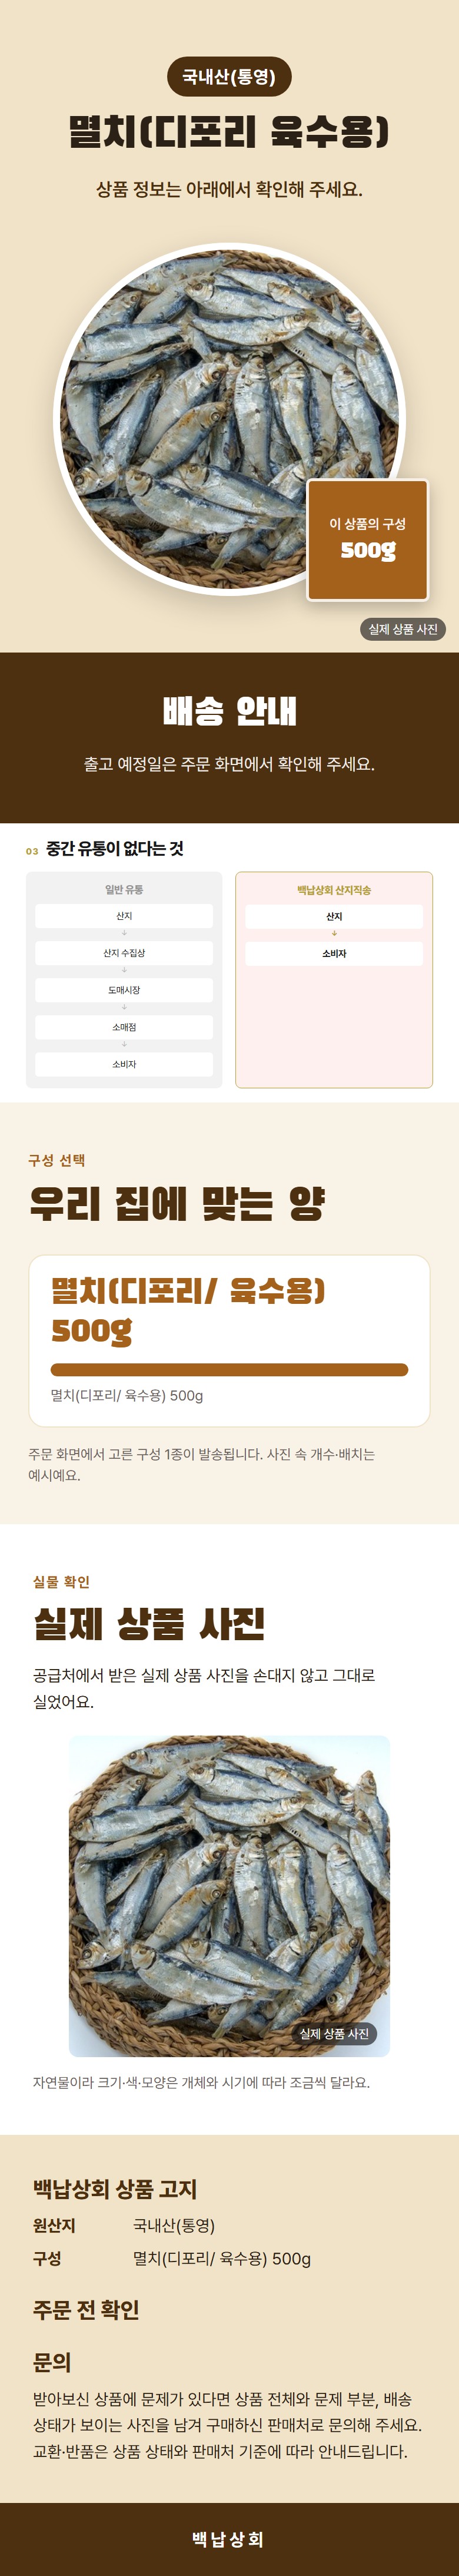 국내산(통영)
멸치(디포리 육수용)
상품 정보는 아래에서 확인해 주세요.
이 상품의 구성
500g
실제 상품 사진
배송 안내
출고 예정일은 주문 화면에서 확인해 주세요.
03 중간 유통이 없다는 것
일반 유통
산지
↓
산지 수집상
↓
도매시장
↓
소매점
↓
소비자
백납상회 산지직송
산지
↓
소비자
구성 선택
우리 집에 맞는 양
멸치(디포리/ 육수용)
500g
멸치(디포리/ 육수용) 500g
주문 화면에서 고른 구성 1종이 발송됩니다. 사진 속 개수·배치는
예시예요.
실물 확인
실제 상품 사진
공급처에서 받은 실제 상품 사진을 손대지 않고 그대로
실었어요.
실제 상품 사진
자연물이라 크기·색·모양은 개체와 시기에 따라 조금씩 달라요.
백납상회 상품 고지
원산지 국내산(통영)
구성 멸치(디포리/ 육수용) 500g
주문 전 확인
문의
받아보신 상품에 문제가 있다면 상품 전체와 문제 부분, 배송
상태가 보이는 사진을 남겨 구매하신 판매처로 문의해 주세요.
교환·반품은 상품 상태와 판매처 기준에 따라 안내드립니다.
백납상회